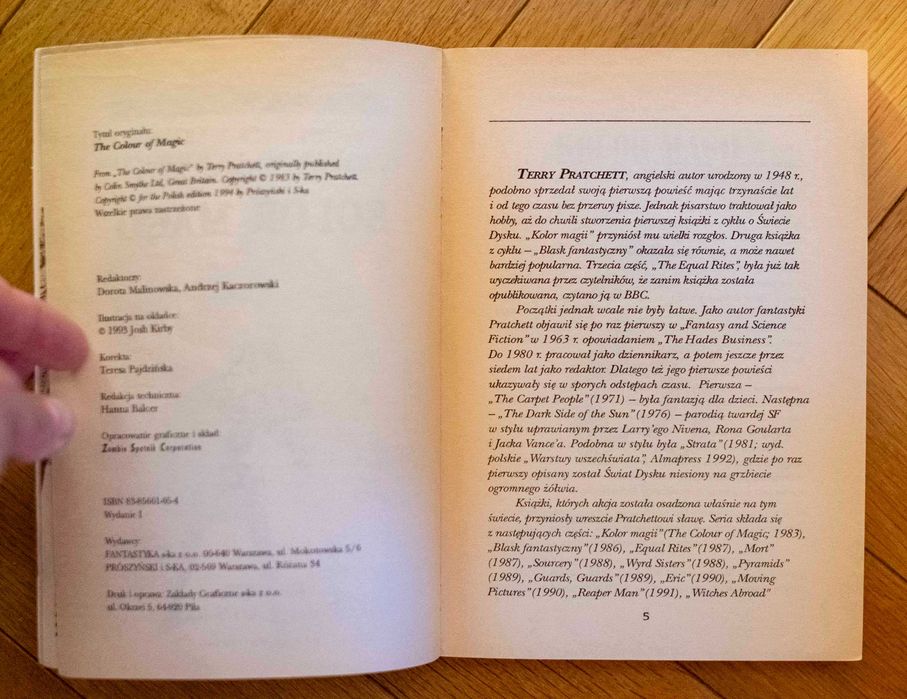 Tytuł oryginału:
The Colour of Magic
From „The Colour of Magic" by Terry Pratchett, originally published
by Colin Smythe Ltd, Great Britain. Copyright © 1983 by Terry Pratchett,
Copyright © for the Polish edition 1994 by Prószyński i S-ka
Wszelkie prawa zastrzeżone
Redaktorzy:
Dorota Malinowska, Andrzej Kaczorowski
Ilustracja na okładce:
© 1993 Josh Kirby
Korekta:
Teresa Pajdzińska
Redakcja techniczna:
Hanna Balcer
Opracowanie graficzne i skład:
Zombie Sputnik Corporation
ISBN 83-85661-65-4
Wydanie I
Wydawcy:
FANTASTYKA s-ka z o.o. 00-640 Warszawa, ul. Mokotowska 5/6
PRÓSZYŃSKI i S-KA, 02-569 Warszawa, ul. Różana 34
Druk i oprawa: Zakłady Graficzne s-ka z o.o.
ul. Okrzei 5, 64-920 Piła
TERRY PRATCHETT, angielski autor urodzony w 1948 r.,
podobno sprzedał swoją pierwszą powieść mając trzynaście lat
i od tego czasu bez przerwy pisze. Jednak pisarstwo traktował jako
hobby, aż do chwili stworzenia pierwszej książki z cyklu o Świecie
Dysku. „Kolor magii" przyniósł mu wielki rozgłos. Druga książka
z cyklu – „Blask fantastyczny" okazała się równie, a może nawet
bardziej popularna. Trzecia część, „The Equal Rites", była już tak
wyczekiwana przez czytelników, że zanim książka została
opublikowana, czytano ją w BBC.
Początki jednak wcale nie były łatwe. Jako autor fantastyki
Pratchett objawił się po raz pierwszy w „Fantasy and Science
Fiction" w 1963 r. opowiadaniem „The Hades Business".
Do 1980 r. pracował jako dziennikarz, a potem jeszcze przez
siedem lat jako redaktor. Dlatego też jego pierwsze powieści
ukazywały się w sporych odstępach czasu. Pierwsza –
„The Carpet People" (1971) – była fantazją dla dzieci. Następna
– „The Dark Side of the Sun" (1976) – parodią twardej SF
w stylu uprawianym przez Larry'ego Nivena, Rona Goularta
i Jacka Vance'a. Podobna w stylu była „Strata" (1981; wyd.
polskie „Warstwy wszechświata", Almapress 1992), gdzie po raz
pierwszy opisany został Świat Dysku niesiony na grzbiecie
ogromnego żółwia.
Książki, których akcja została osadzona właśnie na tym
świecie, przyniosły wreszcie Pratchettowi sławę. Seria składa się
z następujących części: „Kolor magii" (The Colour of Magic; 1983),
„Blask fantastyczny" (1986), „Equal Rites" (1987), „Mort"
(1987), „Sourcery" (1988), „Wyrd Sisters" (1988), „Pyramids"
(1989), „Guards, Guards" (1989), „Eric" (1990), „Moving
Pictures" (1990), „Reaper Man" (1991), „Witches Abroad"
5